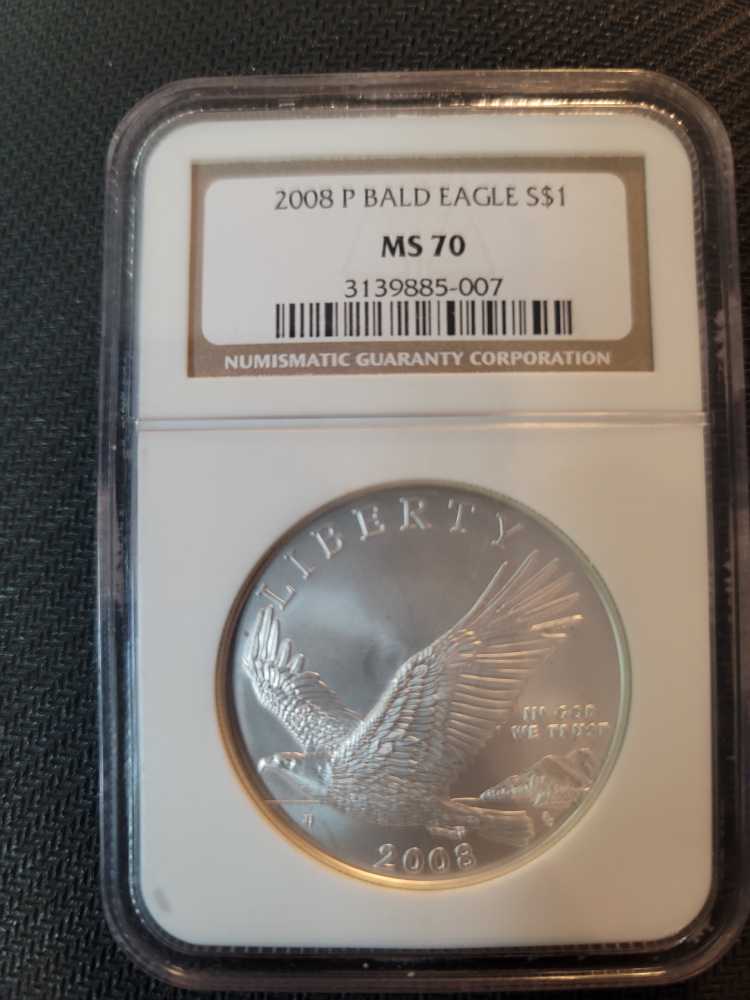 2008 P BALD EAGLE S$1
MS 70
3139885-007
NUMISMATIC GUARANTY CORPORATION
LIBERTY
IN GOD
WE TRUST
2008